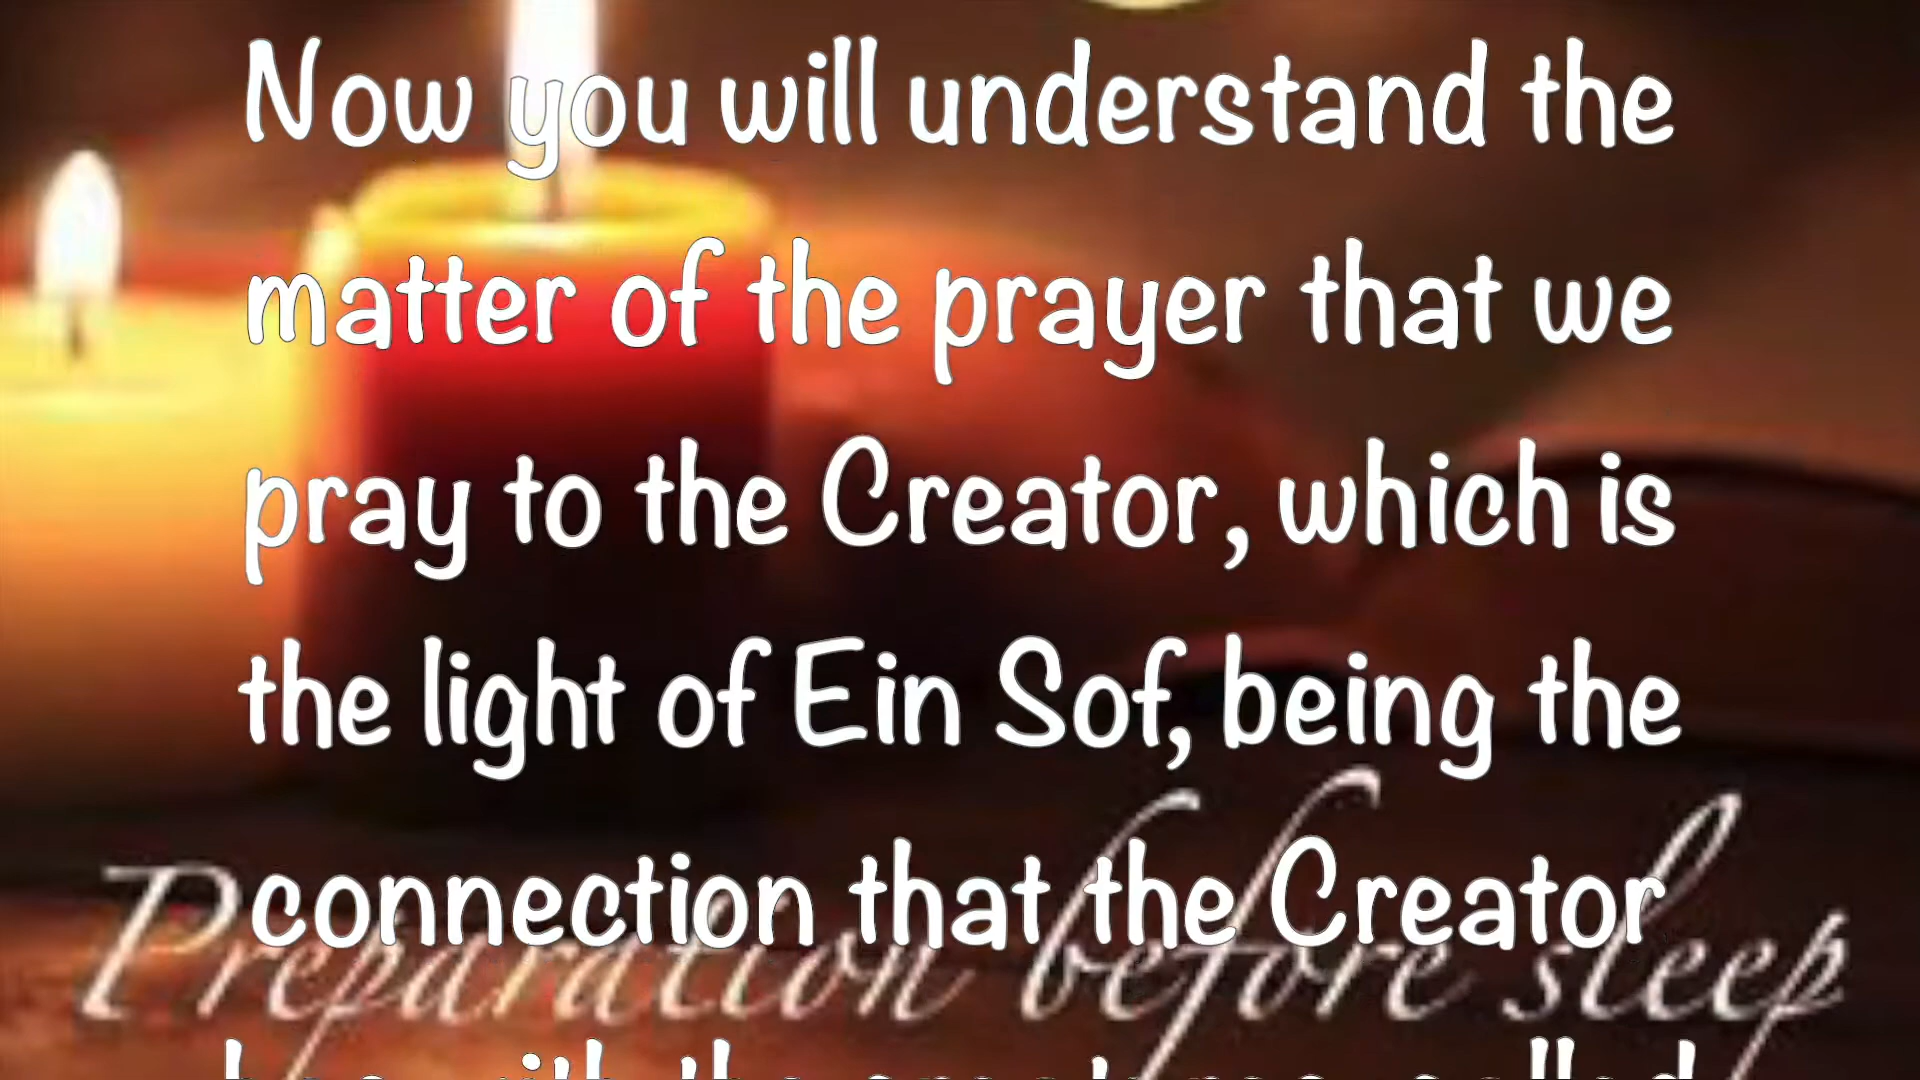 Now you will understand the
matter of the prayer that we
pray to the Creator, which is
the light of Ein Sof, being the
connection that the Creator
Preparation before sleep